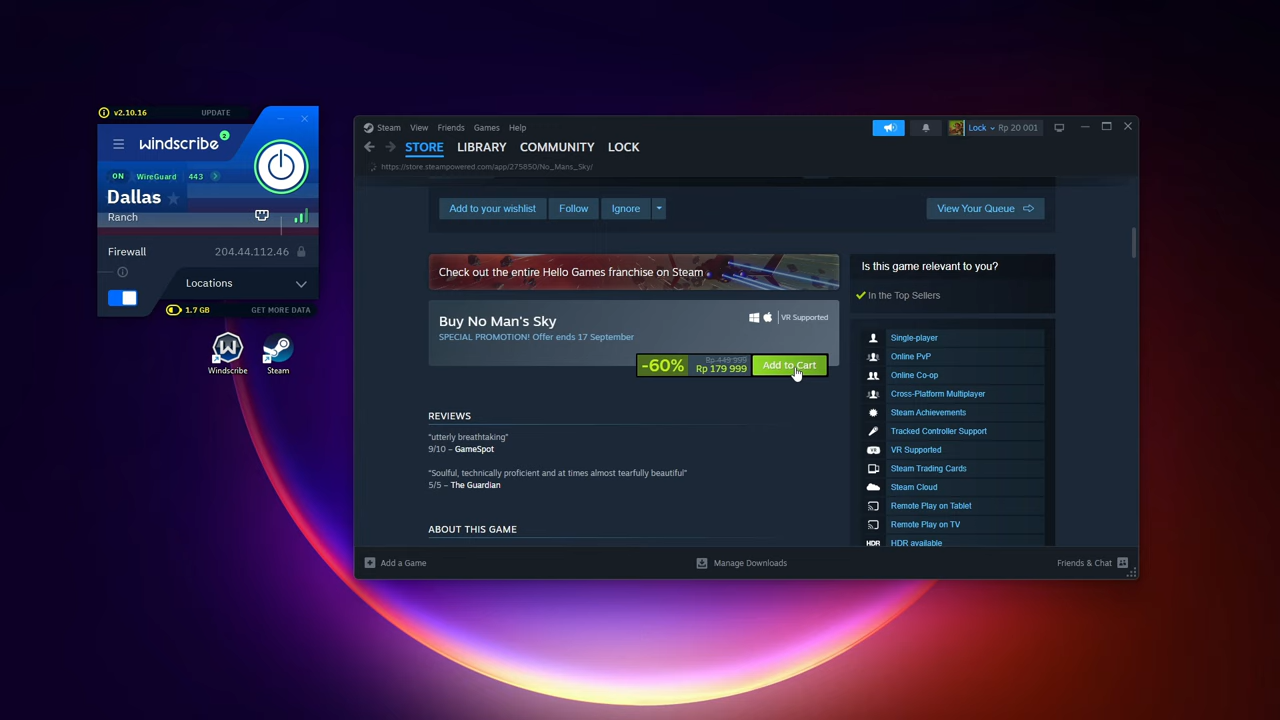 v2.10.16 UPDATE
windscribe 2
ON WireGuard 443
Dallas
Ranch
Firewall 204.44.112.46
Locations
1.7 GB GET MORE DATA
Windscribe Steam
Steam View Friends Games Help
Lock Rp 20 001
STORE LIBRARY COMMUNITY LOCK
https://store.steampowered.com/app/275850/No_Mans_Sky/
Add to your wishlist Follow Ignore View Your Queue
Check out the entire Hello Games franchise on Steam
Is this game relevant to you?
In the Top Sellers
Buy No Man's Sky
VR Supported
SPECIAL PROMOTION! Offer ends 17 September
-60% Rp 449 999 Rp 179 999 Add to Cart
REVIEWS
“utterly breathtaking”
9/10 – GameSpot
“Soulful, technically proficient and at times almost tearfully beautiful”
5/5 – The Guardian
ABOUT THIS GAME
Single-player
Online PvP
Online Co-op
Cross-Platform Multiplayer
Steam Achievements
Tracked Controller Support
VR VR Supported
Steam Trading Cards
Steam Cloud
Remote Play on Tablet
Remote Play on TV
HDR HDR available
Add a Game Manage Downloads Friends & Chat